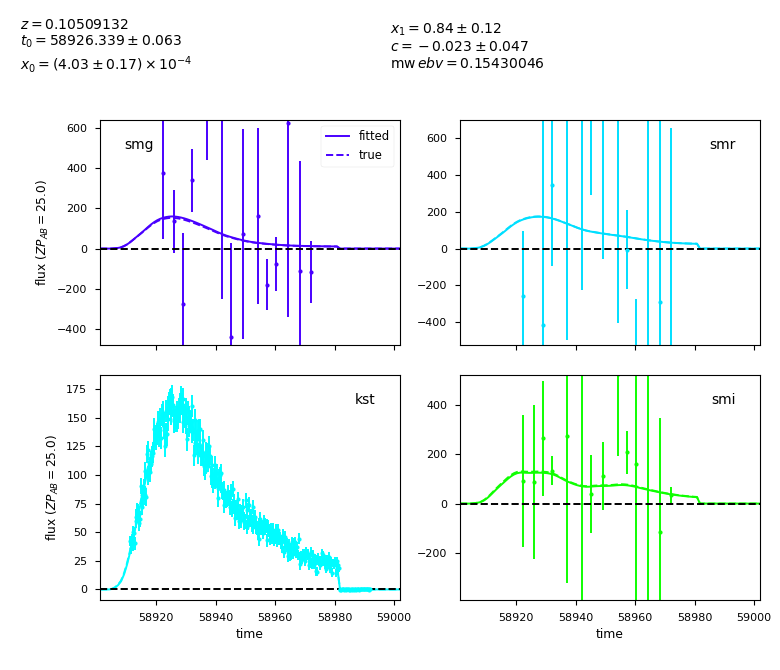 z = 0.10509132
t₀ = 58926.339 ± 0.063
x₀ = (4.03 ± 0.17) × 10⁻⁴
x₁ = 0.84 ± 0.12
c = −0.023 ± 0.047
mw ebv = 0.15430046
smg
fitted
true
600
400
200
0
−200
−400
flux (ZP_AB = 25.0)
smr
600
400
200
0
−200
−400
kst
175
150
125
100
75
50
25
0
flux (ZP_AB = 25.0)
58920 58940 58960 58980 59000
time
smi
400
200
0
−200
58920 58940 58960 58980 59000
time